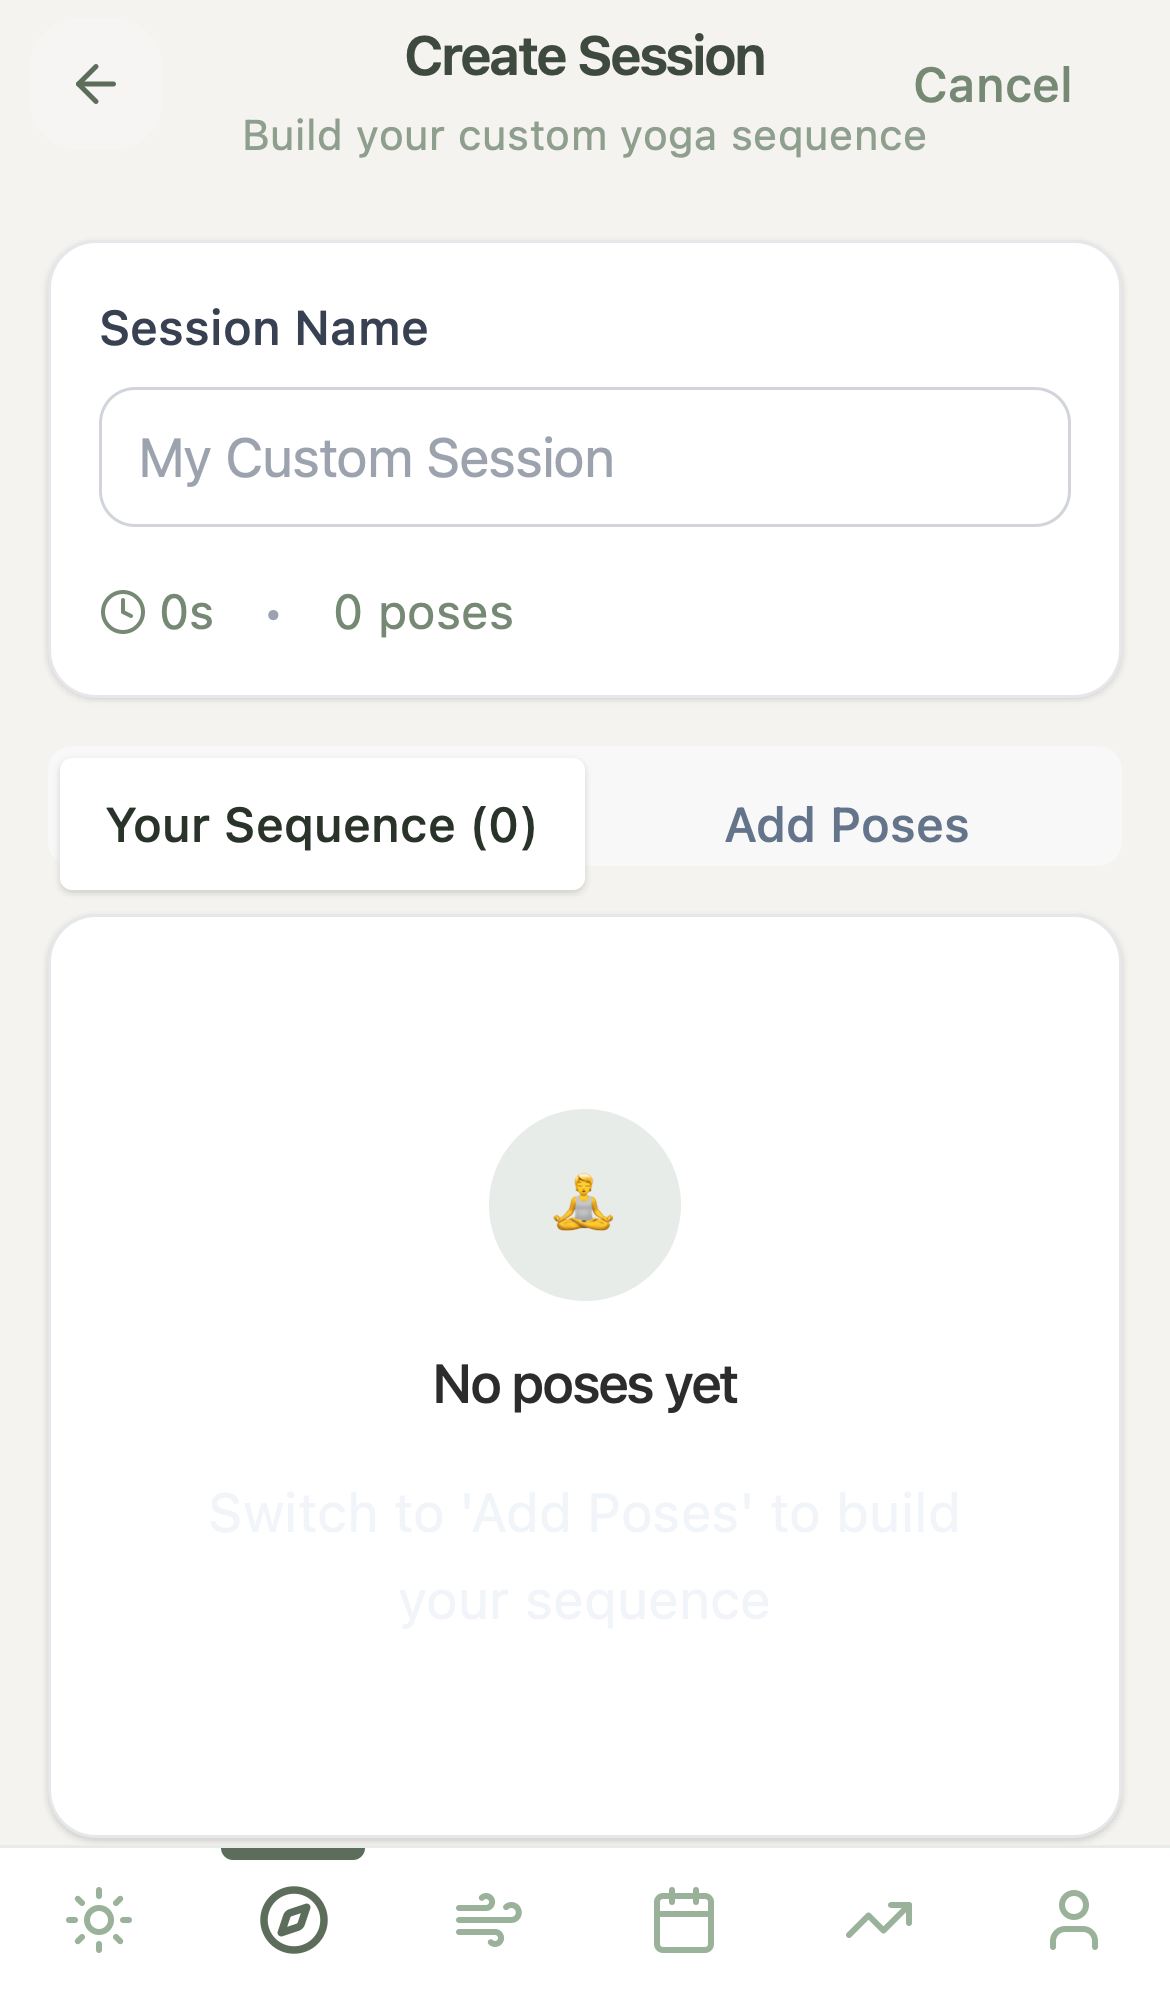 Create Session
Cancel
Build your custom yoga sequence
Session Name
My Custom Session
0s • 0 poses
Your Sequence (0)
Add Poses
No poses yet
Switch to 'Add Poses' to build
your sequence